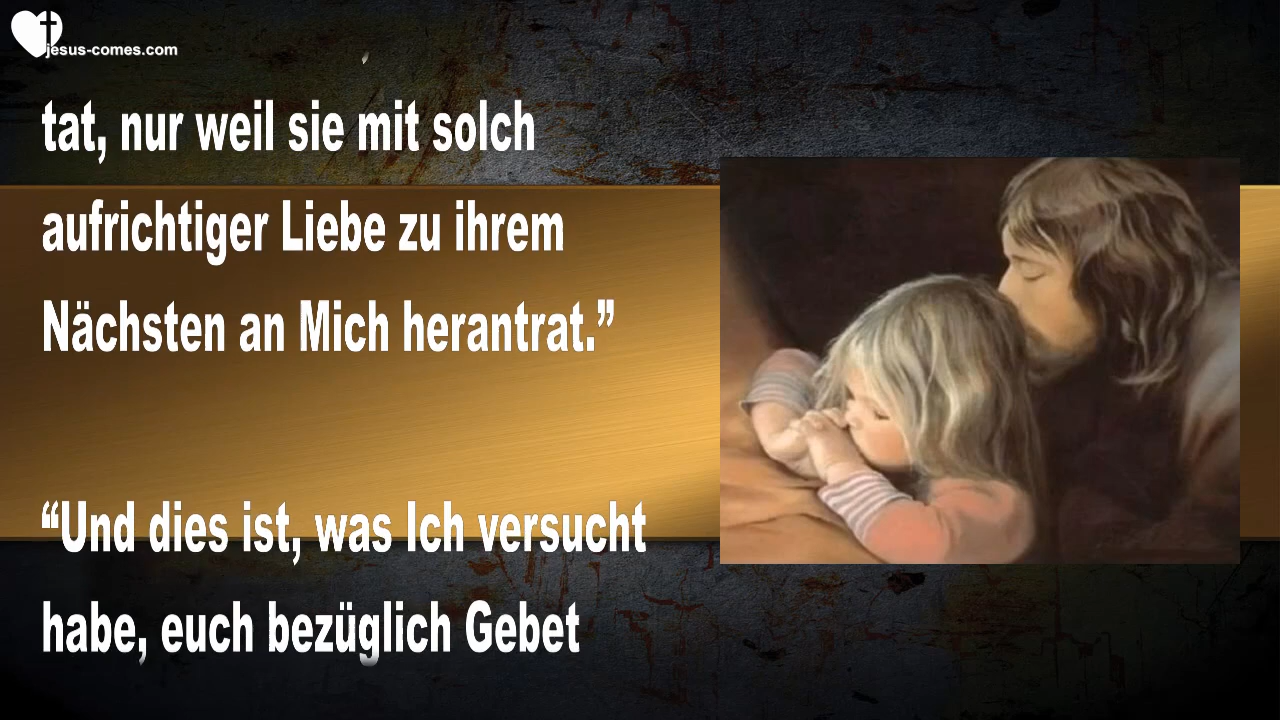 jesus-comes.com
tat, nur weil sie mit solch
aufrichtiger Liebe zu ihrem
Nächsten an Mich herantrat.”
“Und dies ist, was Ich versucht
habe, euch bezüglich Gebet